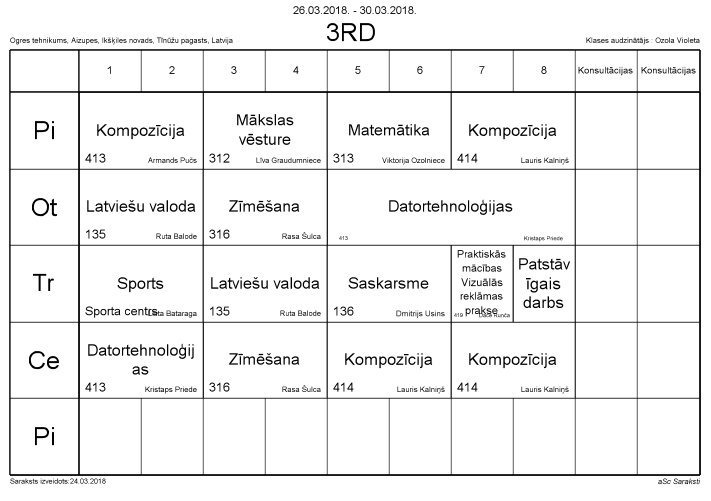 26.03.2018. - 30.03.2018.
3RD
Ogres tehnikums, Aizupes, Ikšķiles novads, Tīnūžu pagasts, Latvija
Klases audzinātājs : Ozola Violeta
1 2 3 4 5 6 7 8 Konsultācijas Konsultācijas
Pi
Kompozīcija
413 Armands Pučs
Mākslas
vēsture
312 Līva Graudumniece
Matemātika
313 Viktorija Ozolniece
Kompozīcija
414 Lauris Kalniņš
Ot
Latviešu valoda
135 Ruta Balode
Zīmēšana
316 Rasa Šulca
Datortehnoloģijas
413 Kristaps Priede
Tr
Sports
Sporta centrs Bataraga
Latviešu valoda
135 Ruta Balode
Saskarsme
136 Dmitrijs Usins
Praktiskās
mācības
Vizuālās
reklāmas
prakse
419 Runča
Patstāv
īgais
darbs
Ce
Datortehnoloģij
as
413 Kristaps Priede
Zīmēšana
316 Rasa Šulca
Kompozīcija
414 Lauris Kalniņš
Kompozīcija
414 Lauris Kalniņš
Pi
Saraksts izveidots:24.03.2018
aSc Saraksti